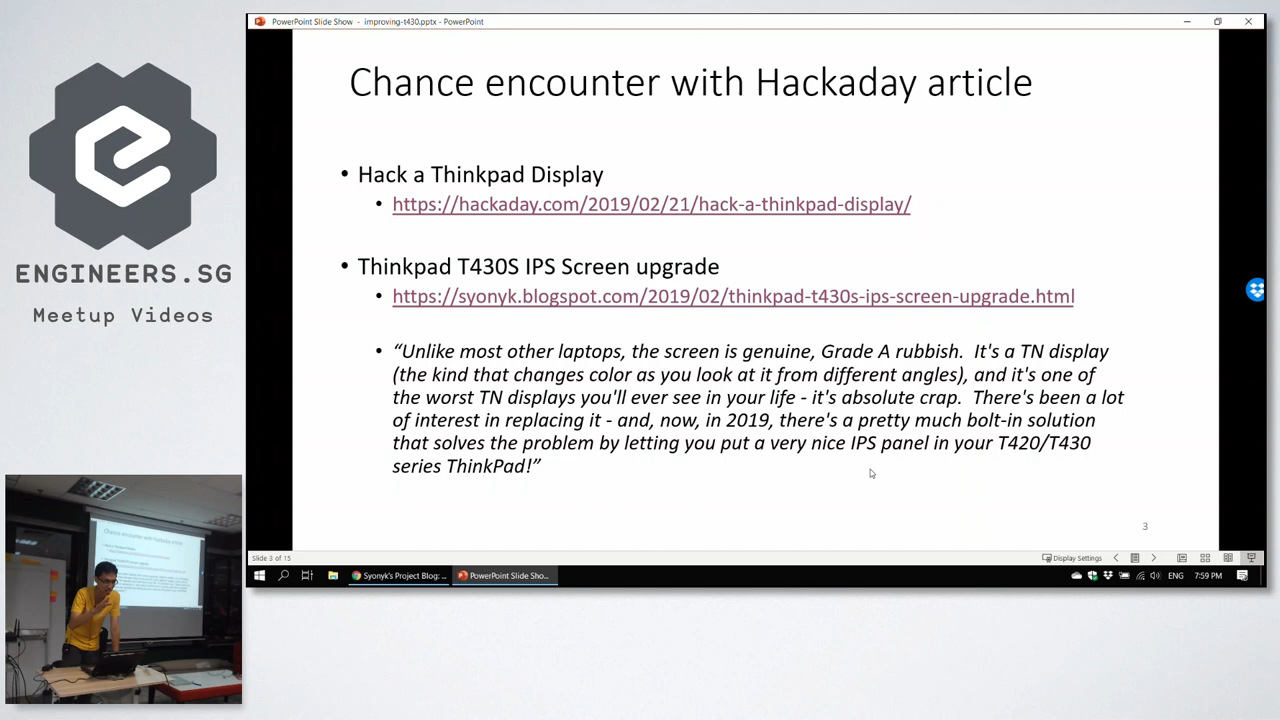 PowerPoint Slide Show - improving-t430.pptx - PowerPoint
Chance encounter with Hackaday article
• Hack a Thinkpad Display
• https://hackaday.com/2019/02/21/hack-a-thinkpad-display/
• Thinkpad T430S IPS Screen upgrade
• https://syonyk.blogspot.com/2019/02/thinkpad-t430s-ips-screen-upgrade.html
• “Unlike most other laptops, the screen is genuine, Grade A rubbish. It's a TN display
(the kind that changes color as you look at it from different angles), and it's one of
the worst TN displays you'll ever see in your life - it's absolute crap. There's been a lot
of interest in replacing it - and, now, in 2019, there's a pretty much bolt-in solution
that solves the problem by letting you put a very nice IPS panel in your T420/T430
series ThinkPad!”
3
Slide 3 of 15
Display Settings
Syonyk's Project Blog: ...
PowerPoint Slide Sho...
ENG
7:59 PM
ENGINEERS.SG
Meetup Videos
Chance encounter with Hackaday article